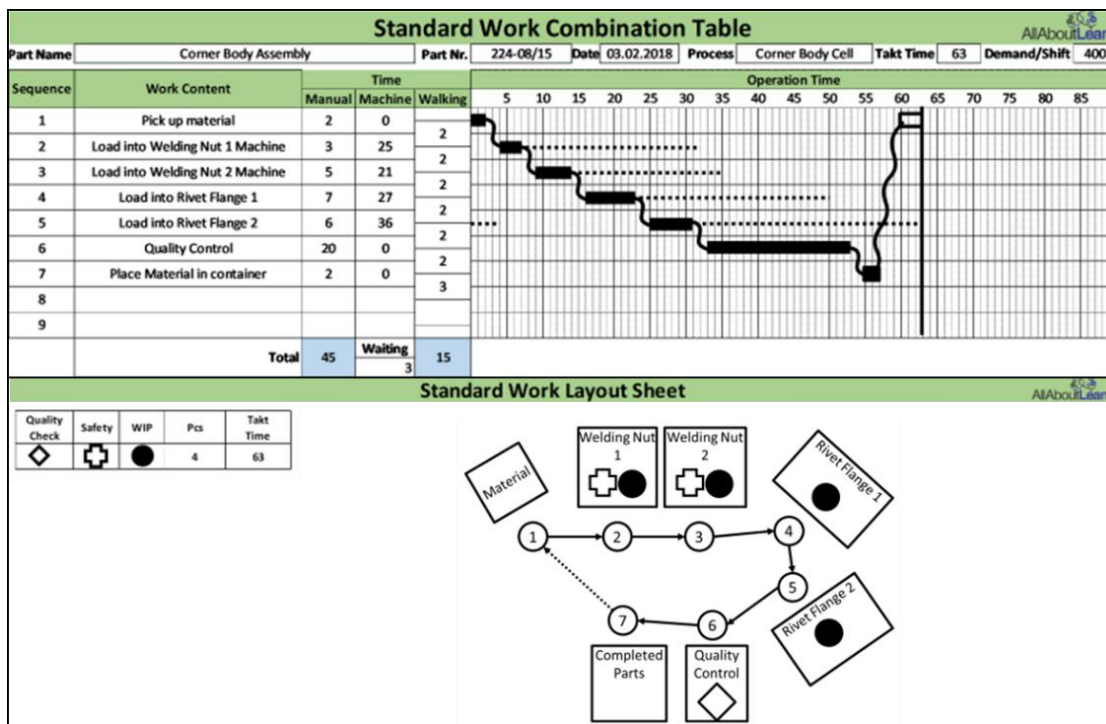 Standard Work Combination Table
AllAboutLean
Part Name Corner Body Assembly Part Nr. 224-08/15 Date 03.02.2018 Process Corner Body Cell Takt Time 63 Demand/Shift 400
Sequence Work Content Time Operation Time
Manual Machine Walking 5 10 15 20 25 30 35 40 45 50 55 60 65 70 75 80 85
1 Pick up material 2 0
2
2 Load into Welding Nut 1 Machine 3 25
2
3 Load into Welding Nut 2 Machine 5 21
2
4 Load into Rivet Flange 1 7 27
2
5 Load into Rivet Flange 2 6 36
2
6 Quality Control 20 0
2
7 Place Material in container 2 0
3
8
9
Total 45 Waiting 15
3
Standard Work Layout Sheet
AllAboutLean
Quality Check Safety WIP Pcs Takt Time
4 63
Material
Welding Nut
1
Welding Nut
2
Rivet Flange 1
1 2 3 4
5
7 6
Rivet Flange 2
Completed
Parts
Quality
Control